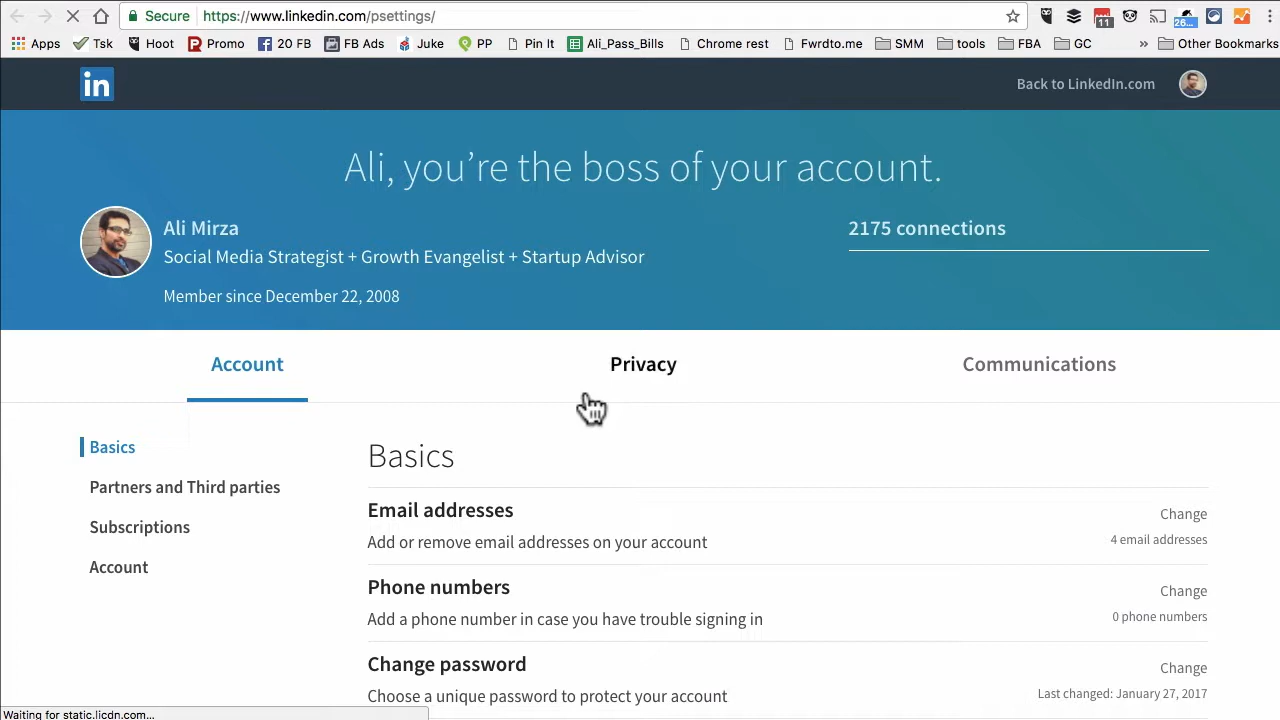 Secure https://www.linkedin.com/psettings/
11
26...
Apps Tsk Hoot Promo 20 FB FB Ads Juke PP Pin It Ali_Pass_Bills Chrome rest Fwrdto.me SMM tools FBA GC » Other Bookmarks
in Back to LinkedIn.com
Ali, you’re the boss of your account.
Ali Mirza 2175 connections
Social Media Strategist + Growth Evangelist + Startup Advisor
Member since December 22, 2008
Account Privacy Communications
Basics
Partners and Third parties
Subscriptions
Account
Basics
Email addresses Change
Add or remove email addresses on your account 4 email addresses
Phone numbers Change
Add a phone number in case you have trouble signing in 0 phone numbers
Change password Change
Choose a unique password to protect your account Last changed: January 27, 2017
Waiting for static.licdn.com...